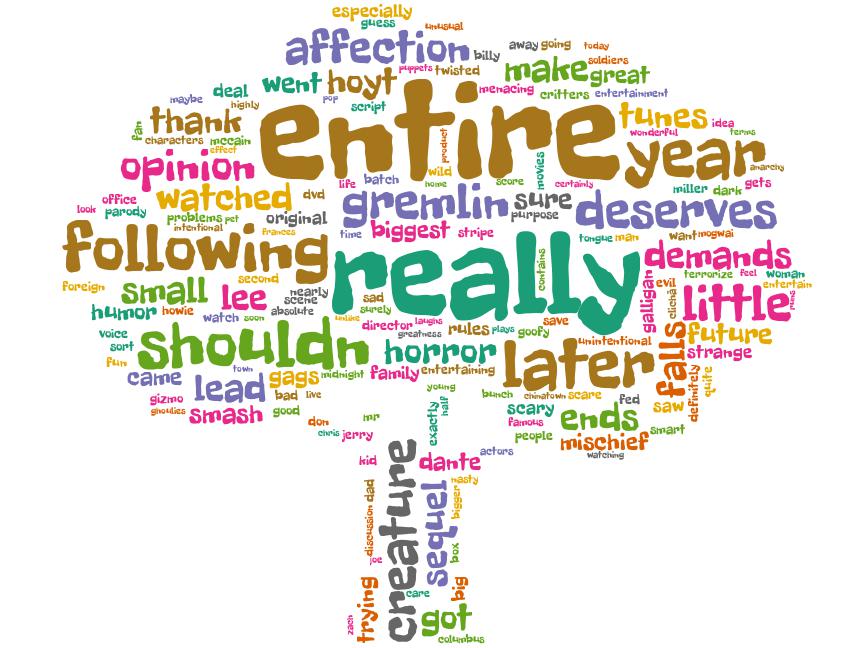 especially
guess
unusual
affection
billy
away
going
today
soldiers
puppets
twisted
make
great
went
hoyt
deal
maybe
highly
pop
script
menacing
critters
entertainment
fan
thank
entire
tunes
idea
wonderful
terms
characters
mccain
effect
product
year
opinion
wild
movies
anarchy
life
batch
home
score
certainly
miller
dark
gets
office
look
parody
watched
dvd
gremlin
sure
purpose
deserves
problems
pet
original
intentional
frances
time
biggest
stripe
tongue
man
want
mogwai
following
really
contains
demands
terrorize
feel
woman
entertain
foreign
second
small
lee
nearly
scene
sad
surely
absolute
galligan
evil
cliché
little
humor
howie
watch
soon
unlike
director
laughs
greatness
rules
plays
goofy
save
unintentional
falls
future
strange
voice
sort
shouldn
horror
later
fun
came
lead
town
gags
midnight
family
entertaining
young
definitely
quite
gizmo
ghoulies
smash
bad
live
good
bunch
chinatown
scare
fed
saw
scary
famous
ends
smart
don
mr
chris
jerry
exactly
half
people
mischief
watching
actors
kid
dante
nasty
creature
sequel
bigger
dad
discussion
joe
box
trying
zach
care
big
got
columbus